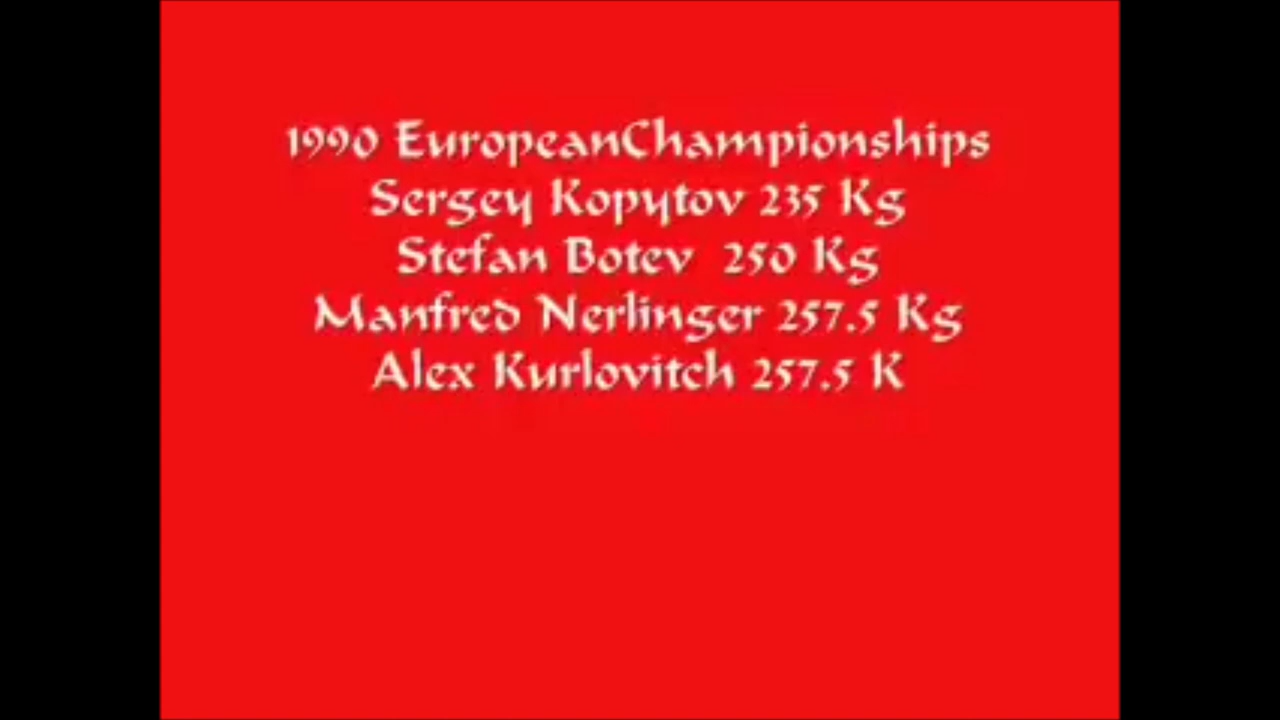 1990 EuropeanChampionships
Sergey Kopytov 235 Kg
Stefan Botev 250 Kg
Manfred Nerlinger 257.5 Kg
Alex Kurlovitch 257.5 K